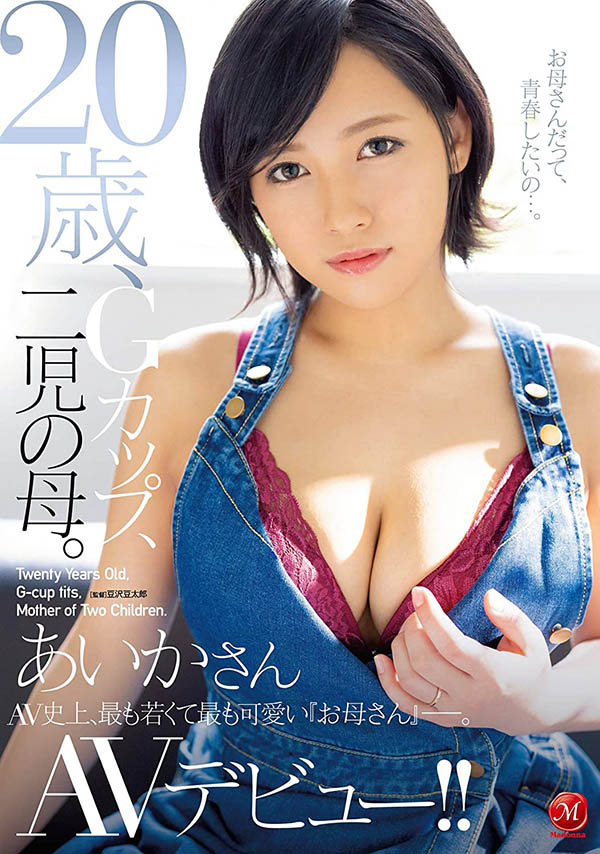 20歳、
Gカップ、
二児の母。
お母さんだって、
青春したいの…。
Twenty Years Old,
G-cup tits,
[監督]豆沢豆太郎
Mother of Two Children.
あいかさん
AV史上、最も若くて最も可愛い『お母さん』―。
AVデビュー!!
M
Madonna